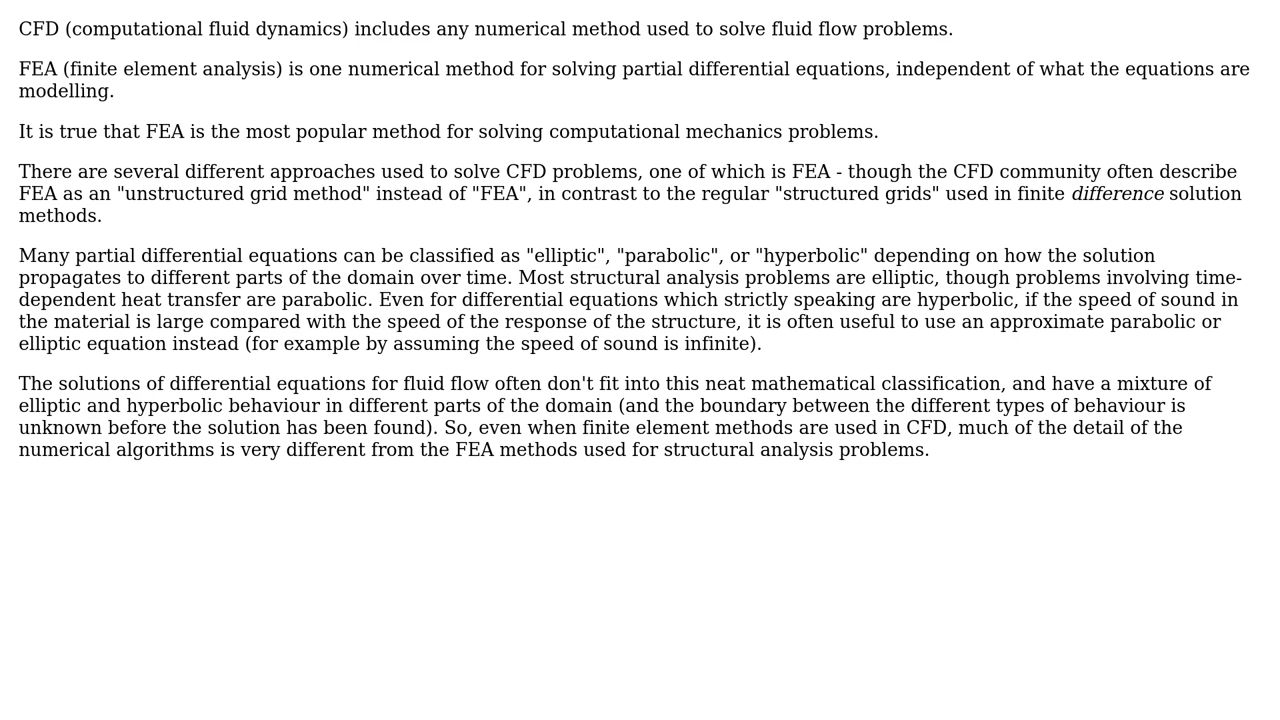 CFD (computational fluid dynamics) includes any numerical method used to solve fluid flow problems.
FEA (finite element analysis) is one numerical method for solving partial differential equations, independent of what the equations are
modelling.
It is true that FEA is the most popular method for solving computational mechanics problems.
There are several different approaches used to solve CFD problems, one of which is FEA - though the CFD community often describe
FEA as an "unstructured grid method" instead of "FEA", in contrast to the regular "structured grids" used in finite difference solution
methods.
Many partial differential equations can be classified as "elliptic", "parabolic", or "hyperbolic" depending on how the solution
propagates to different parts of the domain over time. Most structural analysis problems are elliptic, though problems involving time-
dependent heat transfer are parabolic. Even for differential equations which strictly speaking are hyperbolic, if the speed of sound in
the material is large compared with the speed of the response of the structure, it is often useful to use an approximate parabolic or
elliptic equation instead (for example by assuming the speed of sound is infinite).
The solutions of differential equations for fluid flow often don't fit into this neat mathematical classification, and have a mixture of
elliptic and hyperbolic behaviour in different parts of the domain (and the boundary between the different types of behaviour is
unknown before the solution has been found). So, even when finite element methods are used in CFD, much of the detail of the
numerical algorithms is very different from the FEA methods used for structural analysis problems.